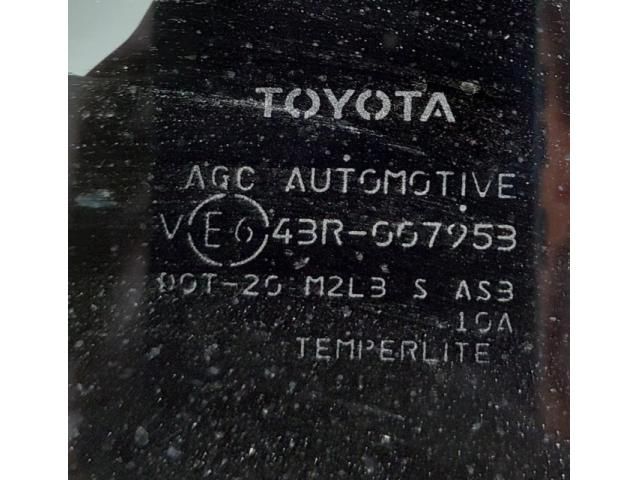 TOYOTA
AGC AUTOMOTIVE
V E6 43R-007953
DOT-20 M2L3 S AS3
10A
TEMPERLITE